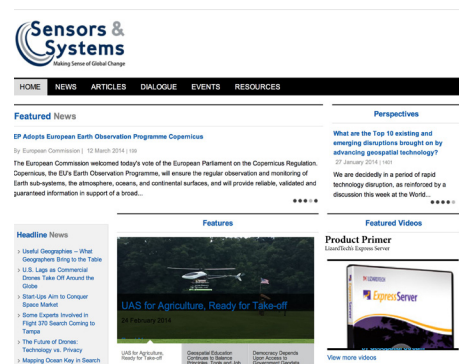 Sensors &
Systems
Making Sense of Global Change
HOME NEWS ARTICLES DIALOGUE EVENTS RESOURCES
Featured News
EP Adopts European Earth Observation Programme Copernicus
By European Commission | 12 March 2014 |
The European Commission welcomed today's vote of the European Parliament on the Copernicus Regulation.
Copernicus, the EU's Earth Observation Programme, will ensure the regular observation and monitoring of
Earth sub-systems, the atmosphere, oceans, and continental surfaces, and will provide reliable, validated and
guaranteed information in support of a broad...
Perspectives
What are the Top 10 existing and
emerging disruptions brought on by
advancing geospatial technology?
27 January 2014 | 1401
We are decidedly in a period of rapid
technology disruption, as reinforced by a
discussion this week at the World...
Headline News
> Useful Geographies – What
Geographers Bring to the Table
> U.S. Lags as Commercial
Drones Take Off Around the
Globe
> Start-Ups Aim to Conquer
Space Market
> Some Experts Involved in
Flight 370 Search Coming to
Tampa
> The Future of Drones:
Technology vs. Privacy
> Mapping Ocean Key in Search
Features
UAS for Agriculture, Ready for Take-off
February 2014
UAS for Agriculture,
Ready for Take-off
Geospatial Education
Continues to Balance
Principles, Tools and Job
Democracy Depends
Upon Access to
Government Geodata
Featured Videos
Product Primer
LizardTech's Express Server
LIZARDTECH
ExpressServer
View more videos